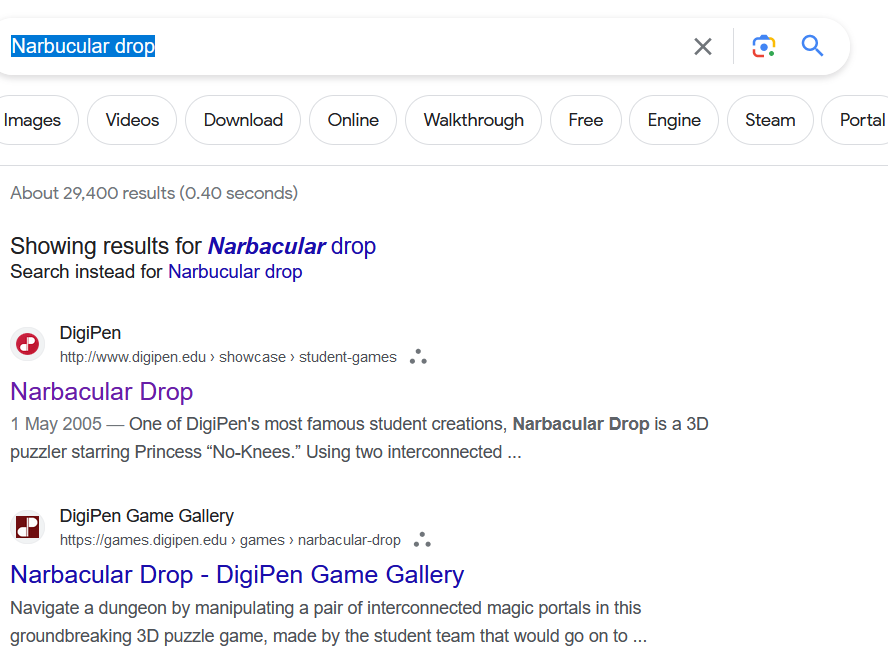 Narbucular drop
Images Videos Download Online Walkthrough Free Engine Steam Portal
About 29,400 results (0.40 seconds)
Showing results for Narbacular drop
Search instead for Narbucular drop
DigiPen
http://www.digipen.edu › showcase › student-games
Narbacular Drop
1 May 2005 — One of DigiPen's most famous student creations, Narbacular Drop is a 3D
puzzler starring Princess “No-Knees.” Using two interconnected ...
DigiPen Game Gallery
https://games.digipen.edu › games › narbacular-drop
Narbacular Drop - DigiPen Game Gallery
Navigate a dungeon by manipulating a pair of interconnected magic portals in this
groundbreaking 3D puzzle game, made by the student team that would go on to ...